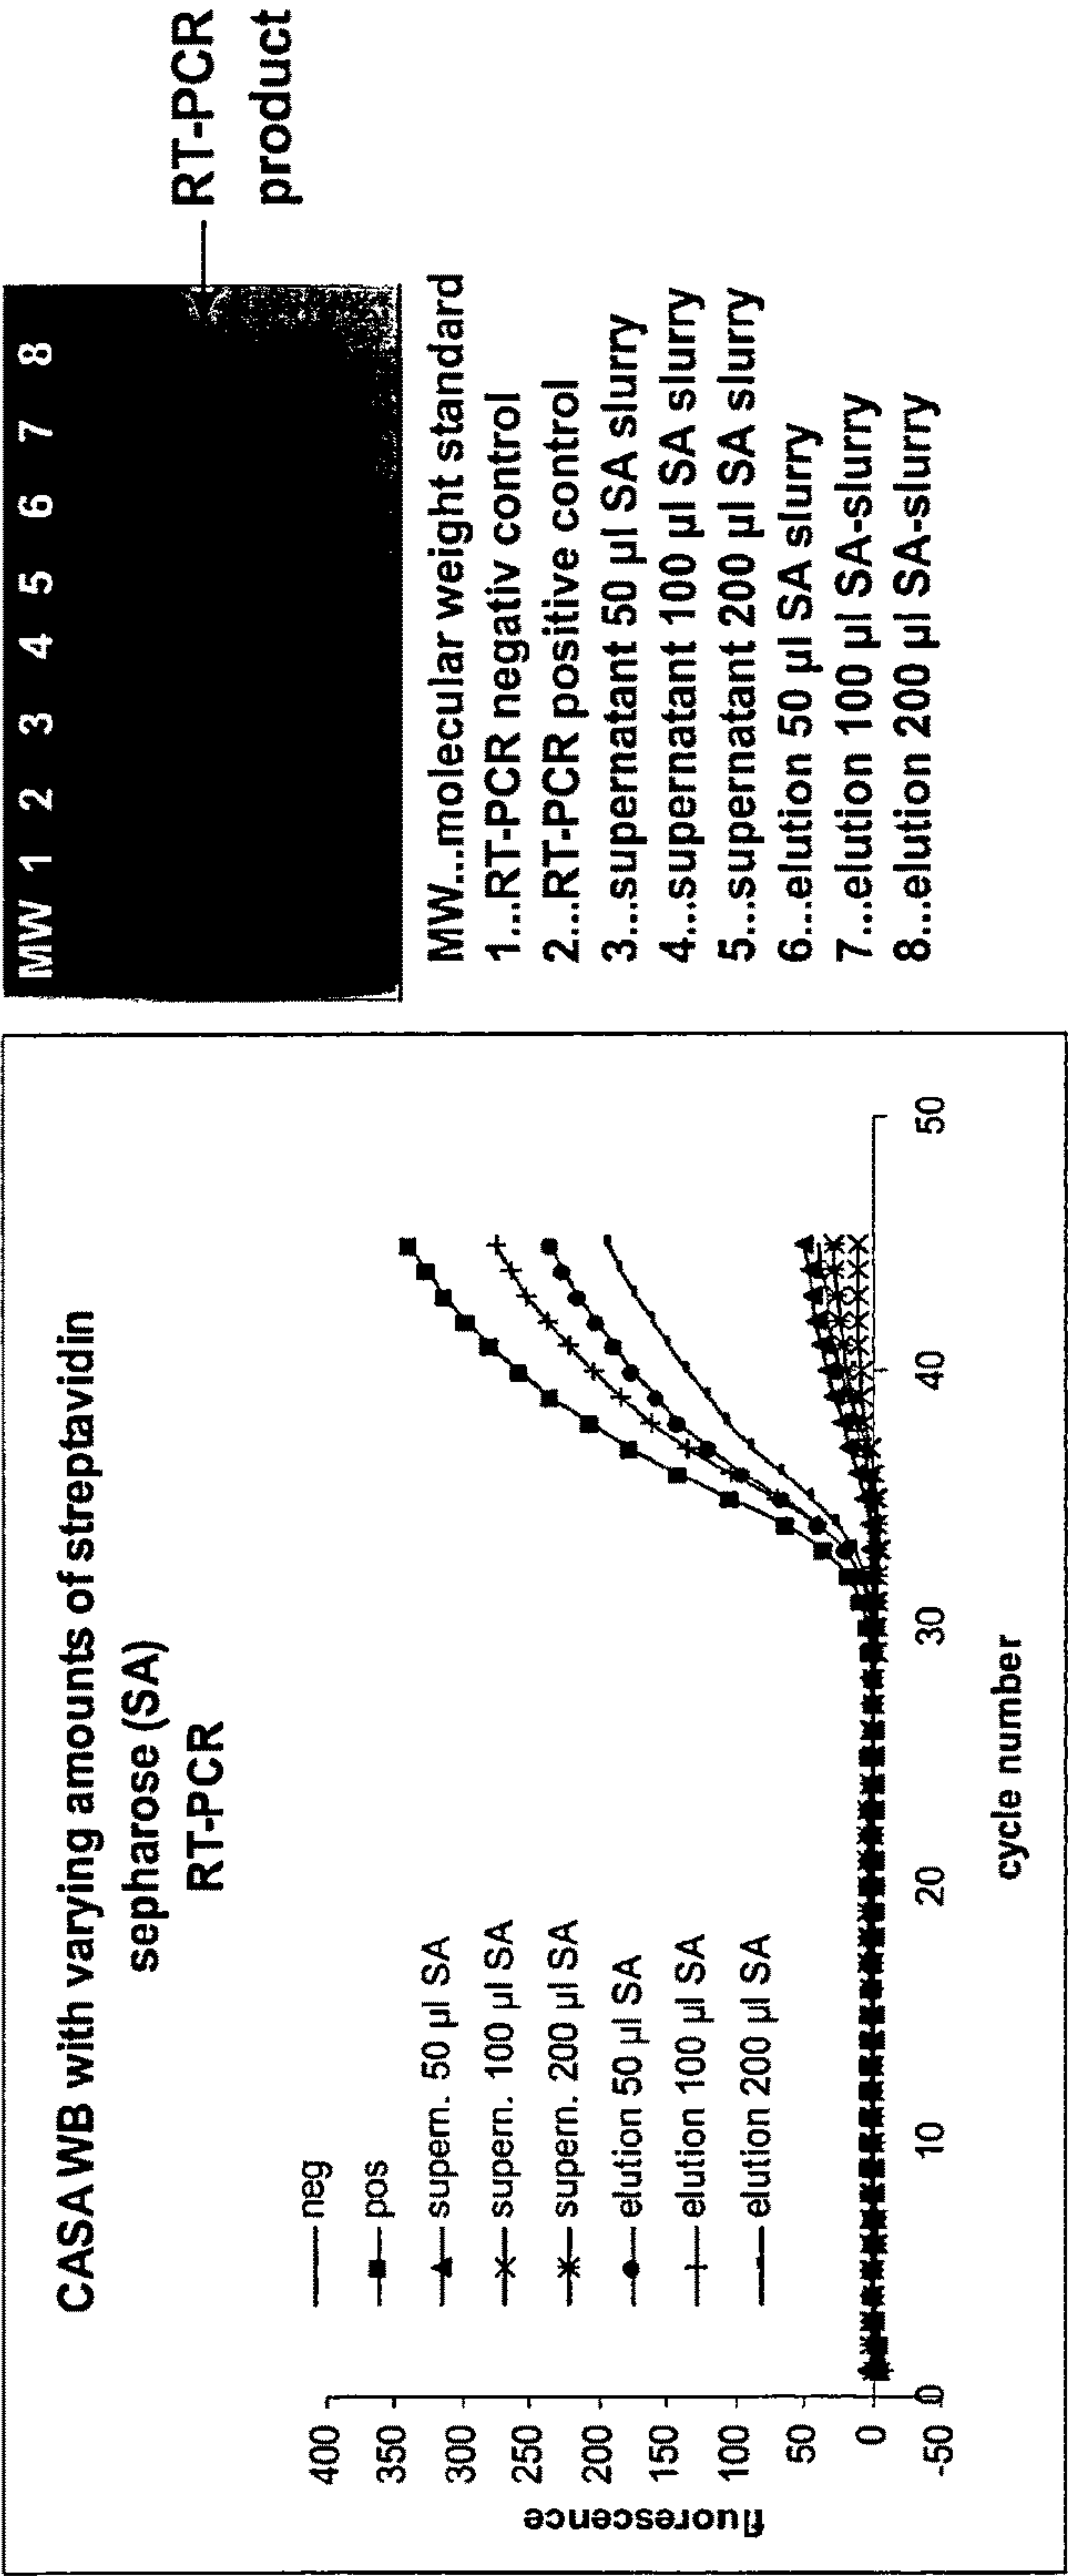 CASA WB with varying amounts of streptavidin
sepharose (SA)
RT-PCR
neg
pos
supern. 50 µl SA
supern. 100 µl SA
supern. 200 µl SA
elution 50 µl SA
elution 100 µl SA
elution 200 µl SA
fluorescence
400
350
300
250
200
150
100
50
0
-50
0
10
20
30
40
50
cycle number
MW 1 2 3 4 5 6 7 8
RT-PCR
product
MW...molecular weight standard
1...RT-PCR negativ control
2...RT-PCR positive control
3...supernatant 50 µl SA slurry
4...supernatant 100 µl SA slurry
5...supernatant 200 µl SA slurry
6...elution 50 µl SA slurry
7...elution 100 µl SA-slurry
8...elution 200 µl SA-slurry